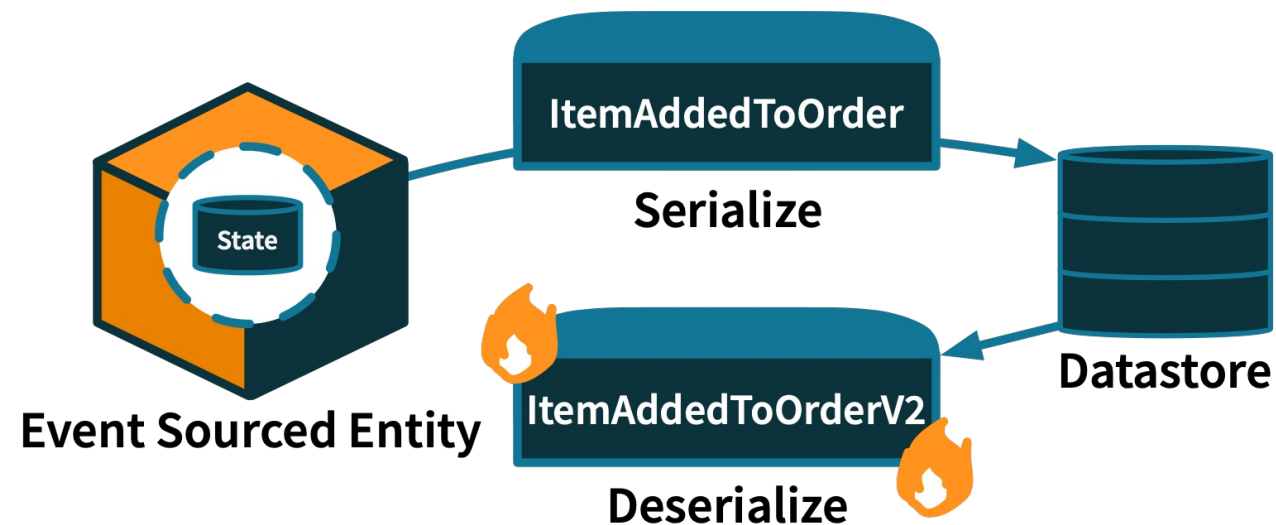 ItemAddedToOrder
Serialize
State
Event Sourced Entity
ItemAddedToOrderV2
Deserialize
Datastore